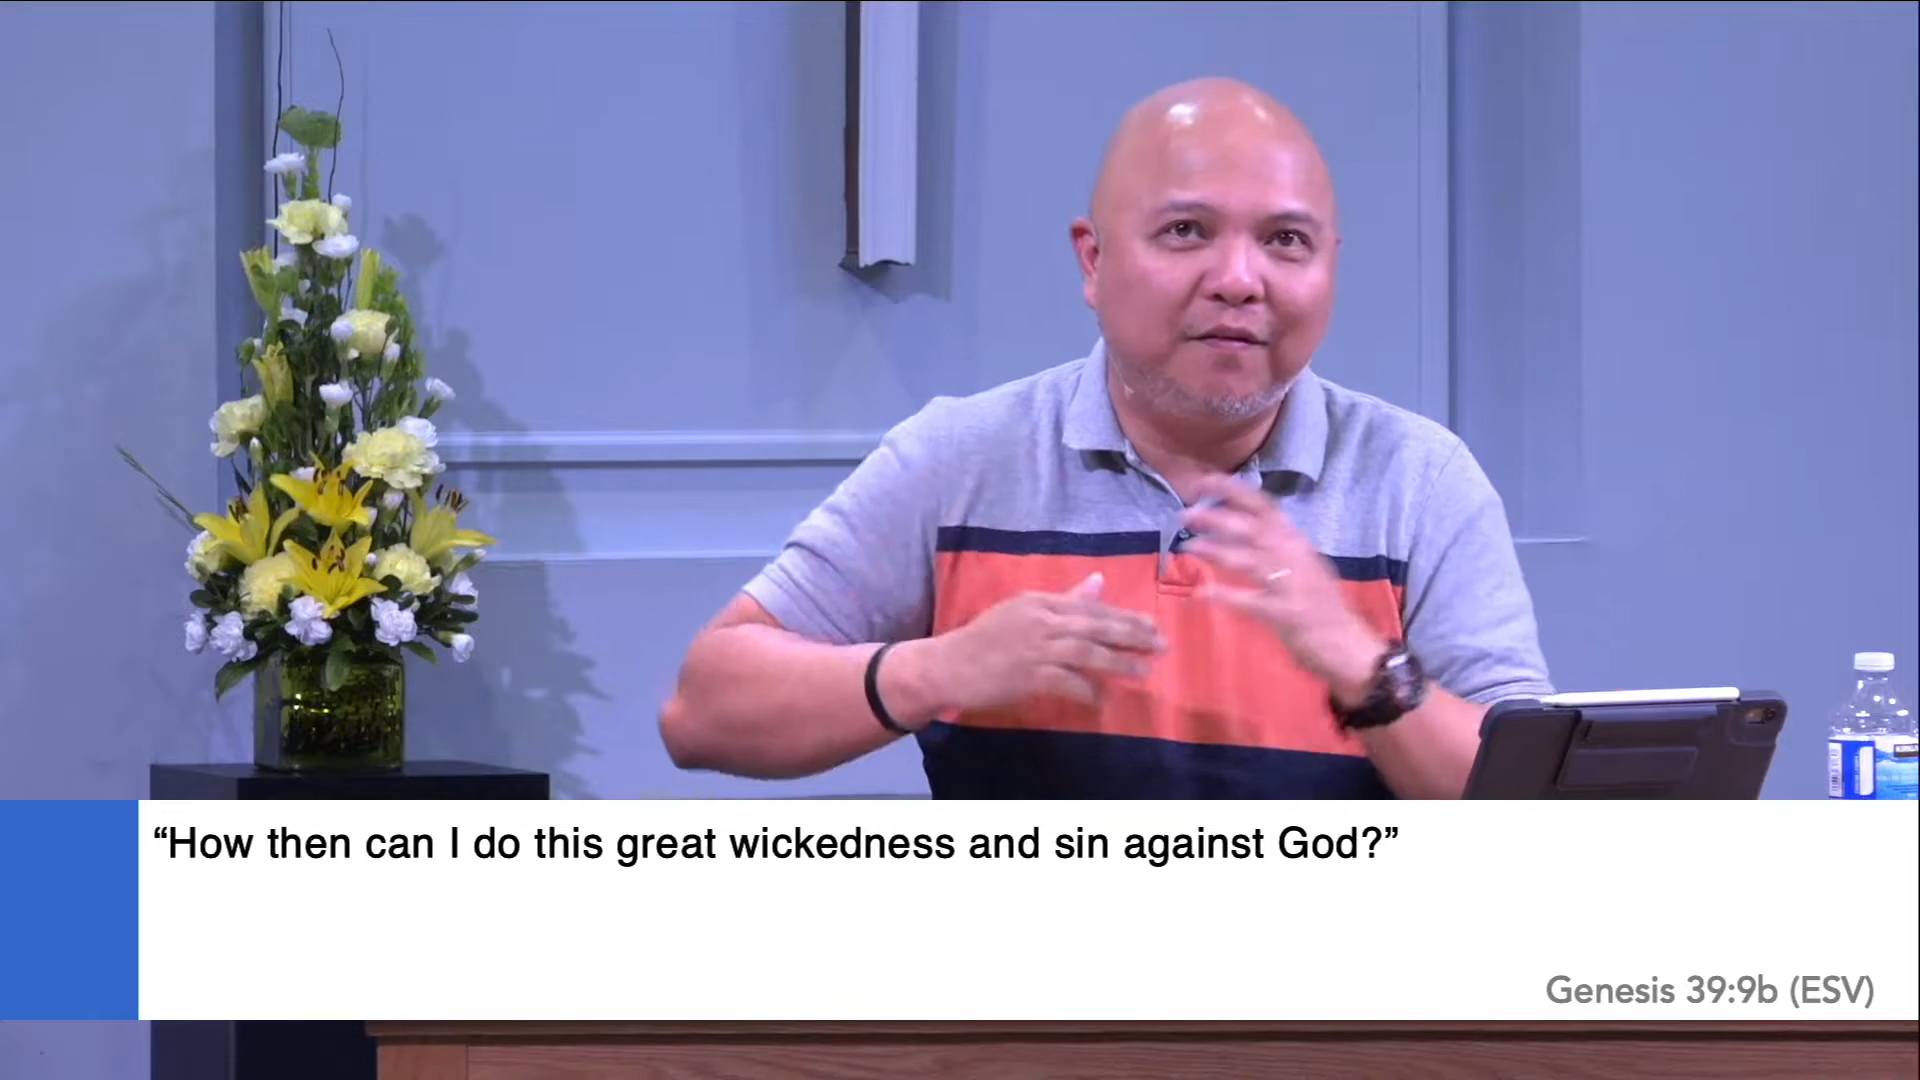 “How then can I do this great wickedness and sin against God?”
Genesis 39:9b (ESV)